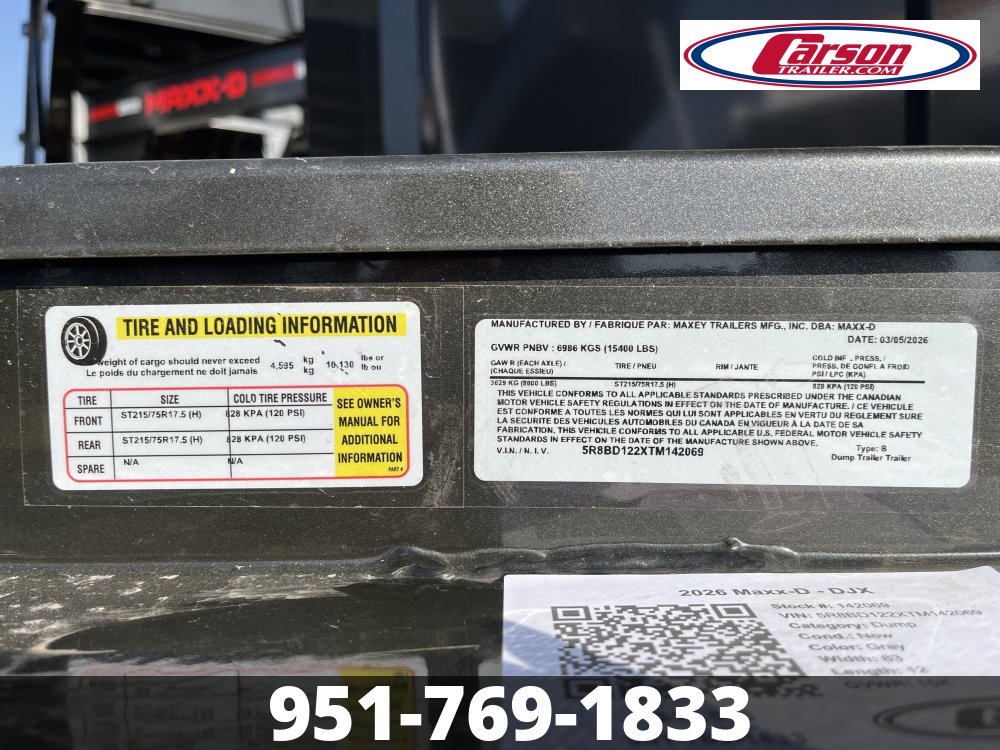 Carson
TRAILER.COM
MAXX-D
TIRE AND LOADING INFORMATION
weight of cargo should never exceed 4,595 kg 10,130 lbs or
Le poids du chargement ne doit jamais kg lb ou
TIRE SIZE COLD TIRE PRESSURE
FRONT ST215/75R17.5 (H) 828 KPA (120 PSI)
REAR ST215/75R17.5 (H) 828 KPA (120 PSI)
SPARE N/A N/A
SEE OWNER'S
MANUAL FOR
ADDITIONAL
INFORMATION
PART #
MANUFACTURED BY / FABRIQUE PAR: MAXEY TRAILERS MFG., INC. DBA: MAXX-D
DATE: 03/05/2026
GVWR PNBV : 6986 KGS (15400 LBS)
GAWR (EACH AXLE) / TIRE / PNEU RIM / JANTE COLD INF. PRESS. /
(CHAQUE ESSIEU) PRESS. DE GONFL A FROID
PSI / LPC (KPA)
3629 KG (8000 LBS) ST215/75R17.5 (H) 828 KPA (120 PSI)
THIS VEHICLE CONFORMS TO ALL APPLICABLE STANDARDS PRESCRIBED UNDER THE CANADIAN
MOTOR VEHICLE SAFETY REGULATIONS IN EFFECT ON THE DATE OF MANUFACTURE. / CE VEHICULE
EST CONFORME A TOUTES LES NORMES QUI LUI SONT APPLICABLES EN VERTU DU REGLEMENT SURE
LA SECURITE DES VEHICULES AUTOMOBILES DU CANADA EN VIGUEUR À LA DATE DE SA
FABRICATION. THIS VEHICLE CONFORMS TO ALL APPLICABLE U.S. FEDERAL MOTOR VEHICLE SAFETY
STANDARDS IN EFFECT ON THE DATE OF THE MANUFACTURE SHOWN ABOVE.
V.I.N. / N. I. V. 5R8BD122XTM142069
Type: B
Dump Trailer Trailer
2026 Maxx-D - DJX
Stock #: 142069
VIN: 5R8BD122XTM142069
Category: Dump
Cond.: New
Color: Gray
Width: 83
Length: 12
951-769-1833